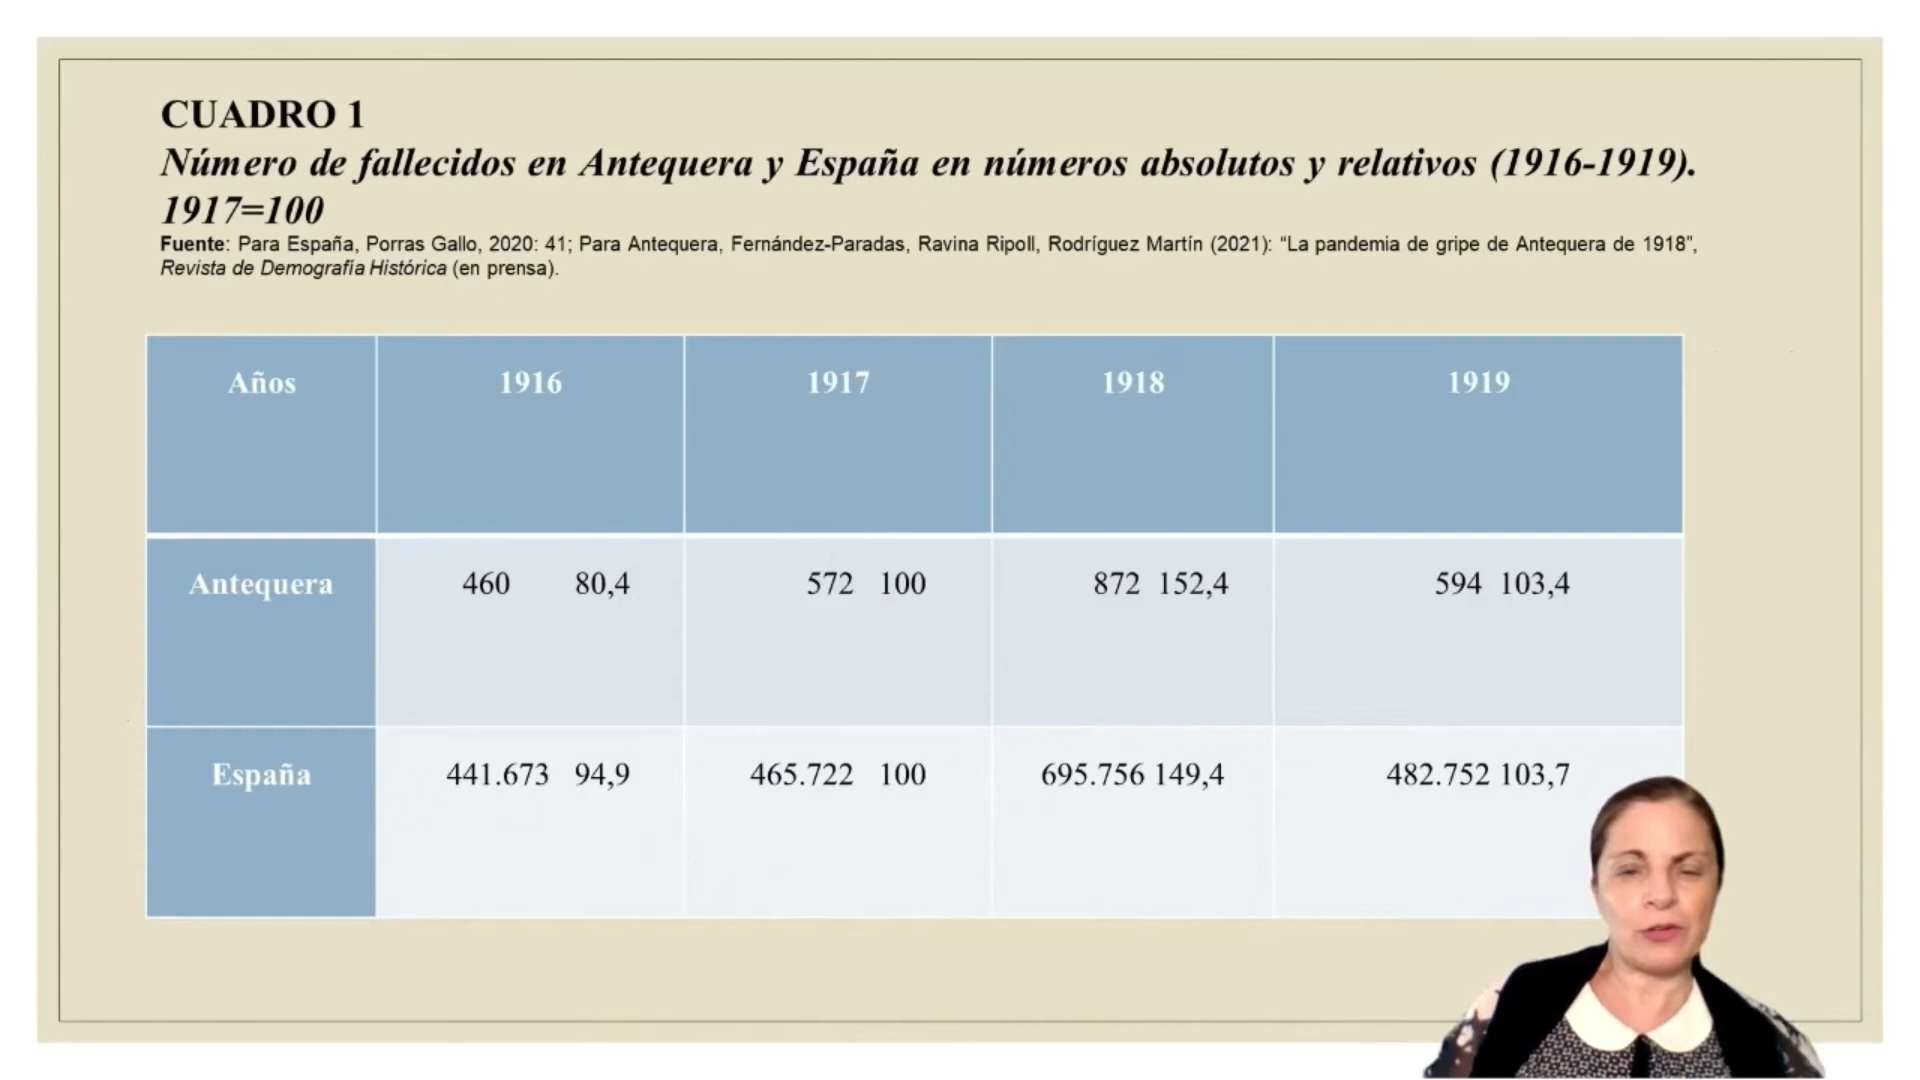 CUADRO 1
Número de fallecidos en Antequera y España en números absolutos y relativos (1916-1919).
1917=100
Fuente: Para España, Porras Gallo, 2020: 41; Para Antequera, Fernández-Paradas, Ravina Ripoll, Rodríguez Martín (2021): “La pandemia de gripe de Antequera de 1918”,
Revista de Demografía Histórica (en prensa).
Años 1916 1917 1918 1919
Antequera 460 80,4 572 100 872 152,4 594 103,4
España 441.673 94,9 465.722 100 695.756 149,4 482.752 103,7